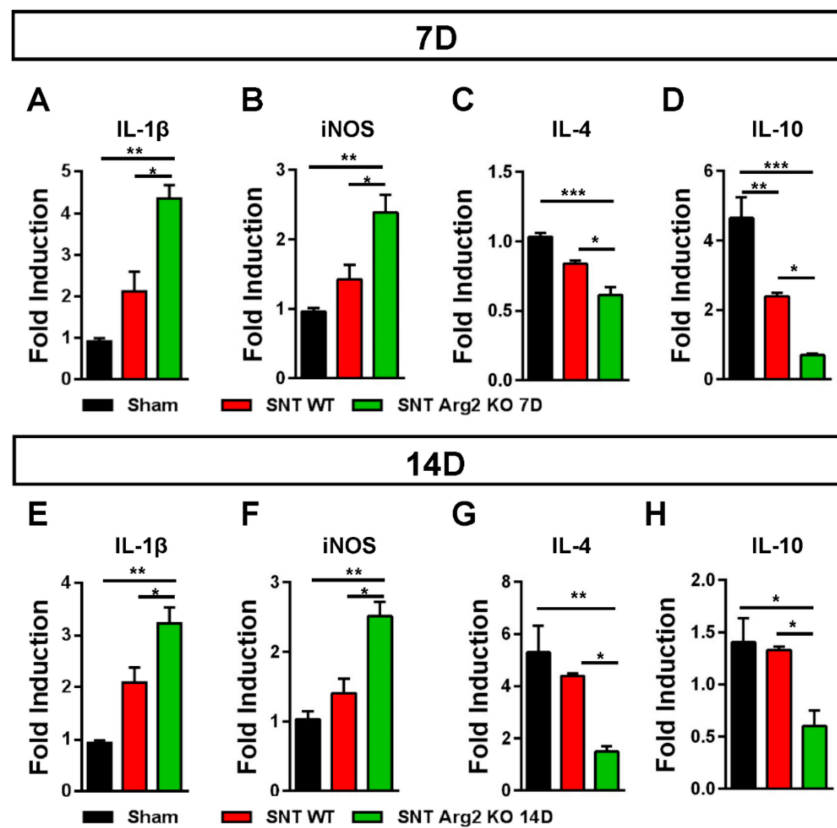 7D
A
IL-1β
**
*
Fold Induction
5
4
3
2
1
0
B
iNOS
**
*
Fold Induction
3
2
1
0
C
IL-4
***
*
Fold Induction
1.5
1.0
0.5
0.0
D
IL-10
***
**
*
Fold Induction
6
4
2
0
Sham SNT WT SNT Arg2 KO 7D
14D
E
IL-1β
**
*
Fold Induction
4
3
2
1
0
F
iNOS
**
*
Fold Induction
3
2
1
0
G
IL-4
**
*
Fold Induction
8
6
4
2
0
H
IL-10
*
*
Fold Induction
2.0
1.5
1.0
0.5
0.0
Sham SNT WT SNT Arg2 KO 14D